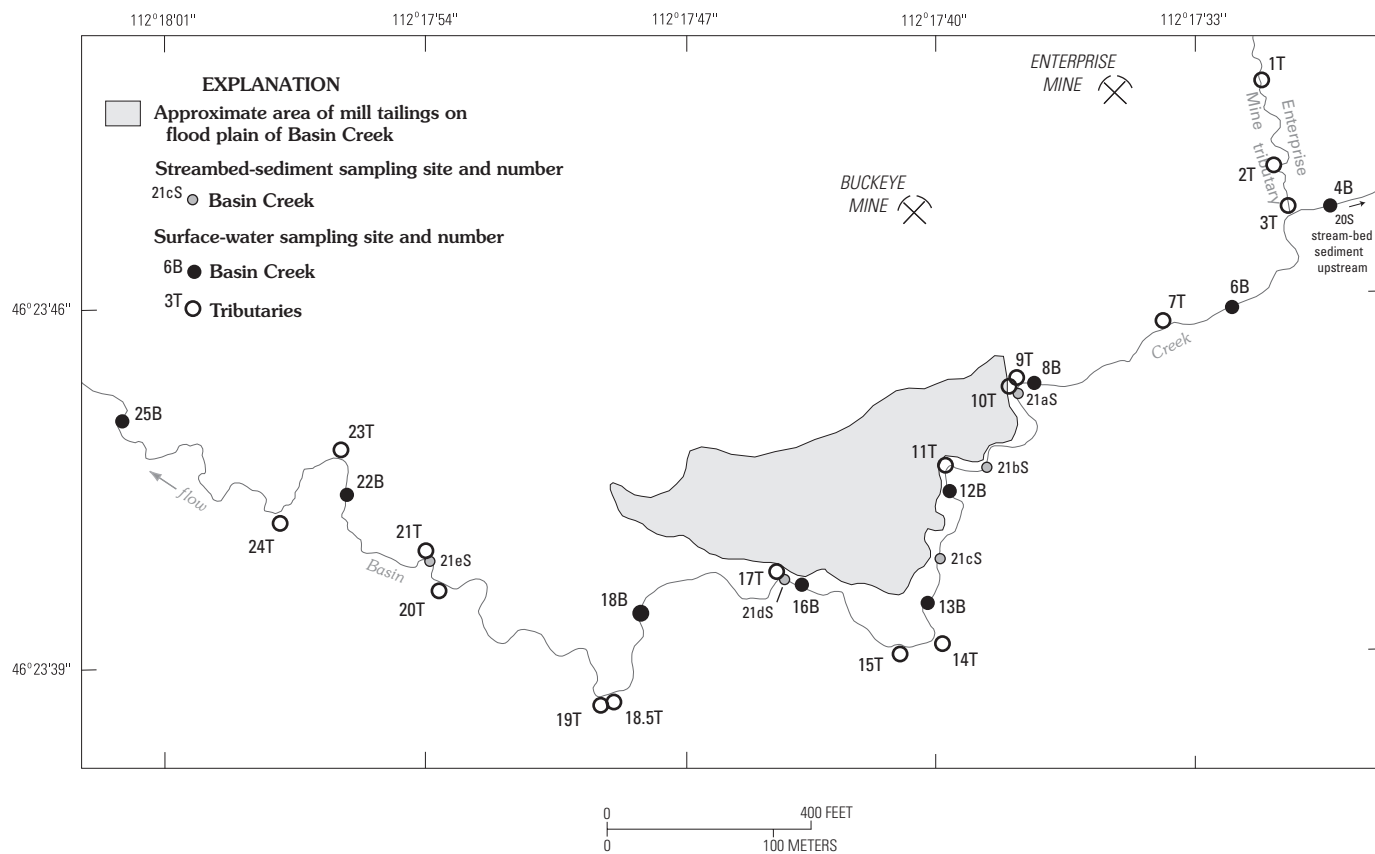 112°18'01"
112°17'54"
112°17'47"
112°17'40"
112°17'33"
EXPLANATION
Approximate area of mill tailings on
flood plain of Basin Creek
Streambed-sediment sampling site and number
21cS Basin Creek
Surface-water sampling site and number
6B Basin Creek
3T Tributaries
ENTERPRISE
MINE
BUCKEYE
MINE
1T
Enterprise
Mine tributary
2T
3T
4B
20S
stream-bed
sediment
upstream
46°23'46"
6B
7T
Creek
9T
8B
10T
21aS
11T
21bS
12B
25B
23T
22B
flow
24T
21T
21eS
Basin
20T
21cS
17T
21dS
16B
13B
18B
15T
14T
46°23'39"
19T
18.5T
0
400 FEET
0
100 METERS